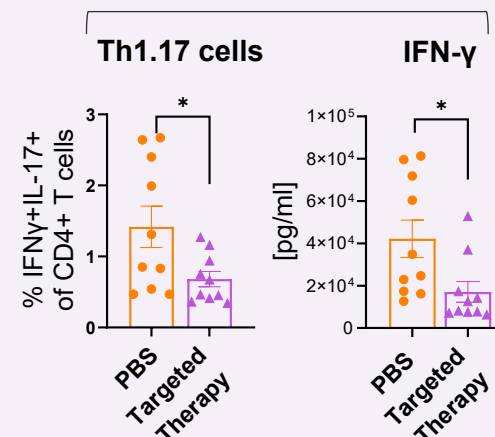 Th1.17 cells
IFN-γ
*
*
% IFNγ+IL-17+
of CD4+ T cells
3
2
1
0
PBS
Targeted
Therapy
[pg/ml]
1×10⁵
8×10⁴
6×10⁴
4×10⁴
2×10⁴
0
PBS
Targeted
Therapy